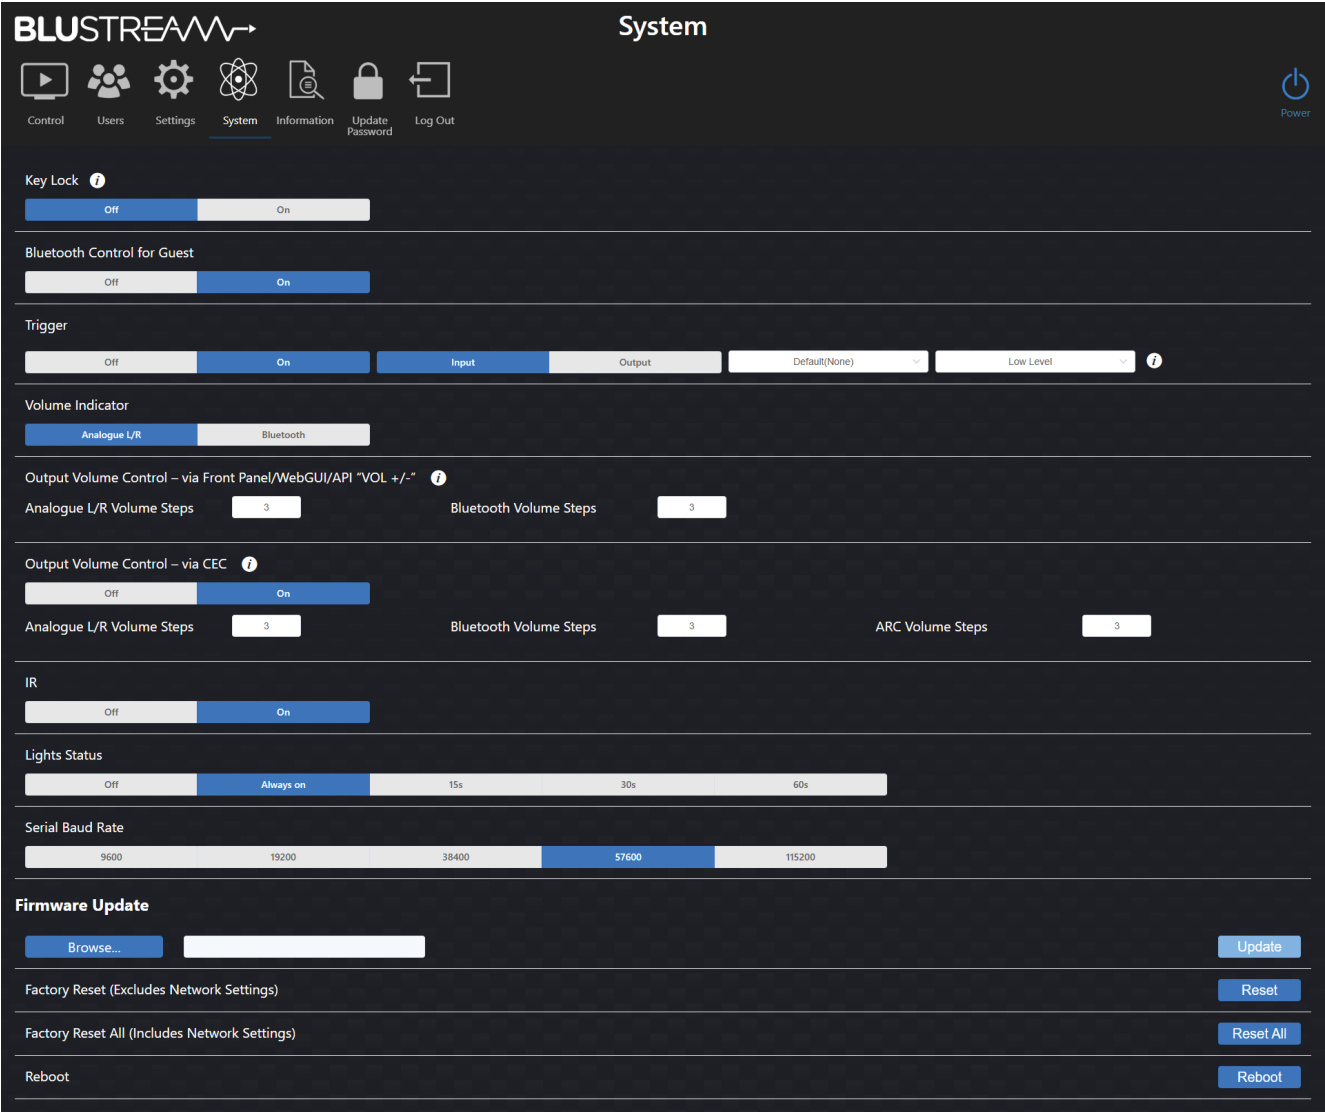 BLUSTREAM
System
Control Users Settings System Information Update Password Log Out
Power
Key Lock i
Off On
Bluetooth Control for Guest
Off On
Trigger
Off On Input Output Default(None) Low Level i
Volume Indicator
Analogue L/R Bluetooth
Output Volume Control – via Front Panel/WebGUI/API "VOL +/-" i
Analogue L/R Volume Steps 3 Bluetooth Volume Steps 3
Output Volume Control – via CEC i
Off On
Analogue L/R Volume Steps 3 Bluetooth Volume Steps 3 ARC Volume Steps 3
IR
Off On
Lights Status
Off Always on 15s 30s 60s
Serial Baud Rate
9600 19200 38400 57600 115200
Firmware Update
Browse... Update
Factory Reset (Excludes Network Settings) Reset
Factory Reset All (Includes Network Settings) Reset All
Reboot Reboot